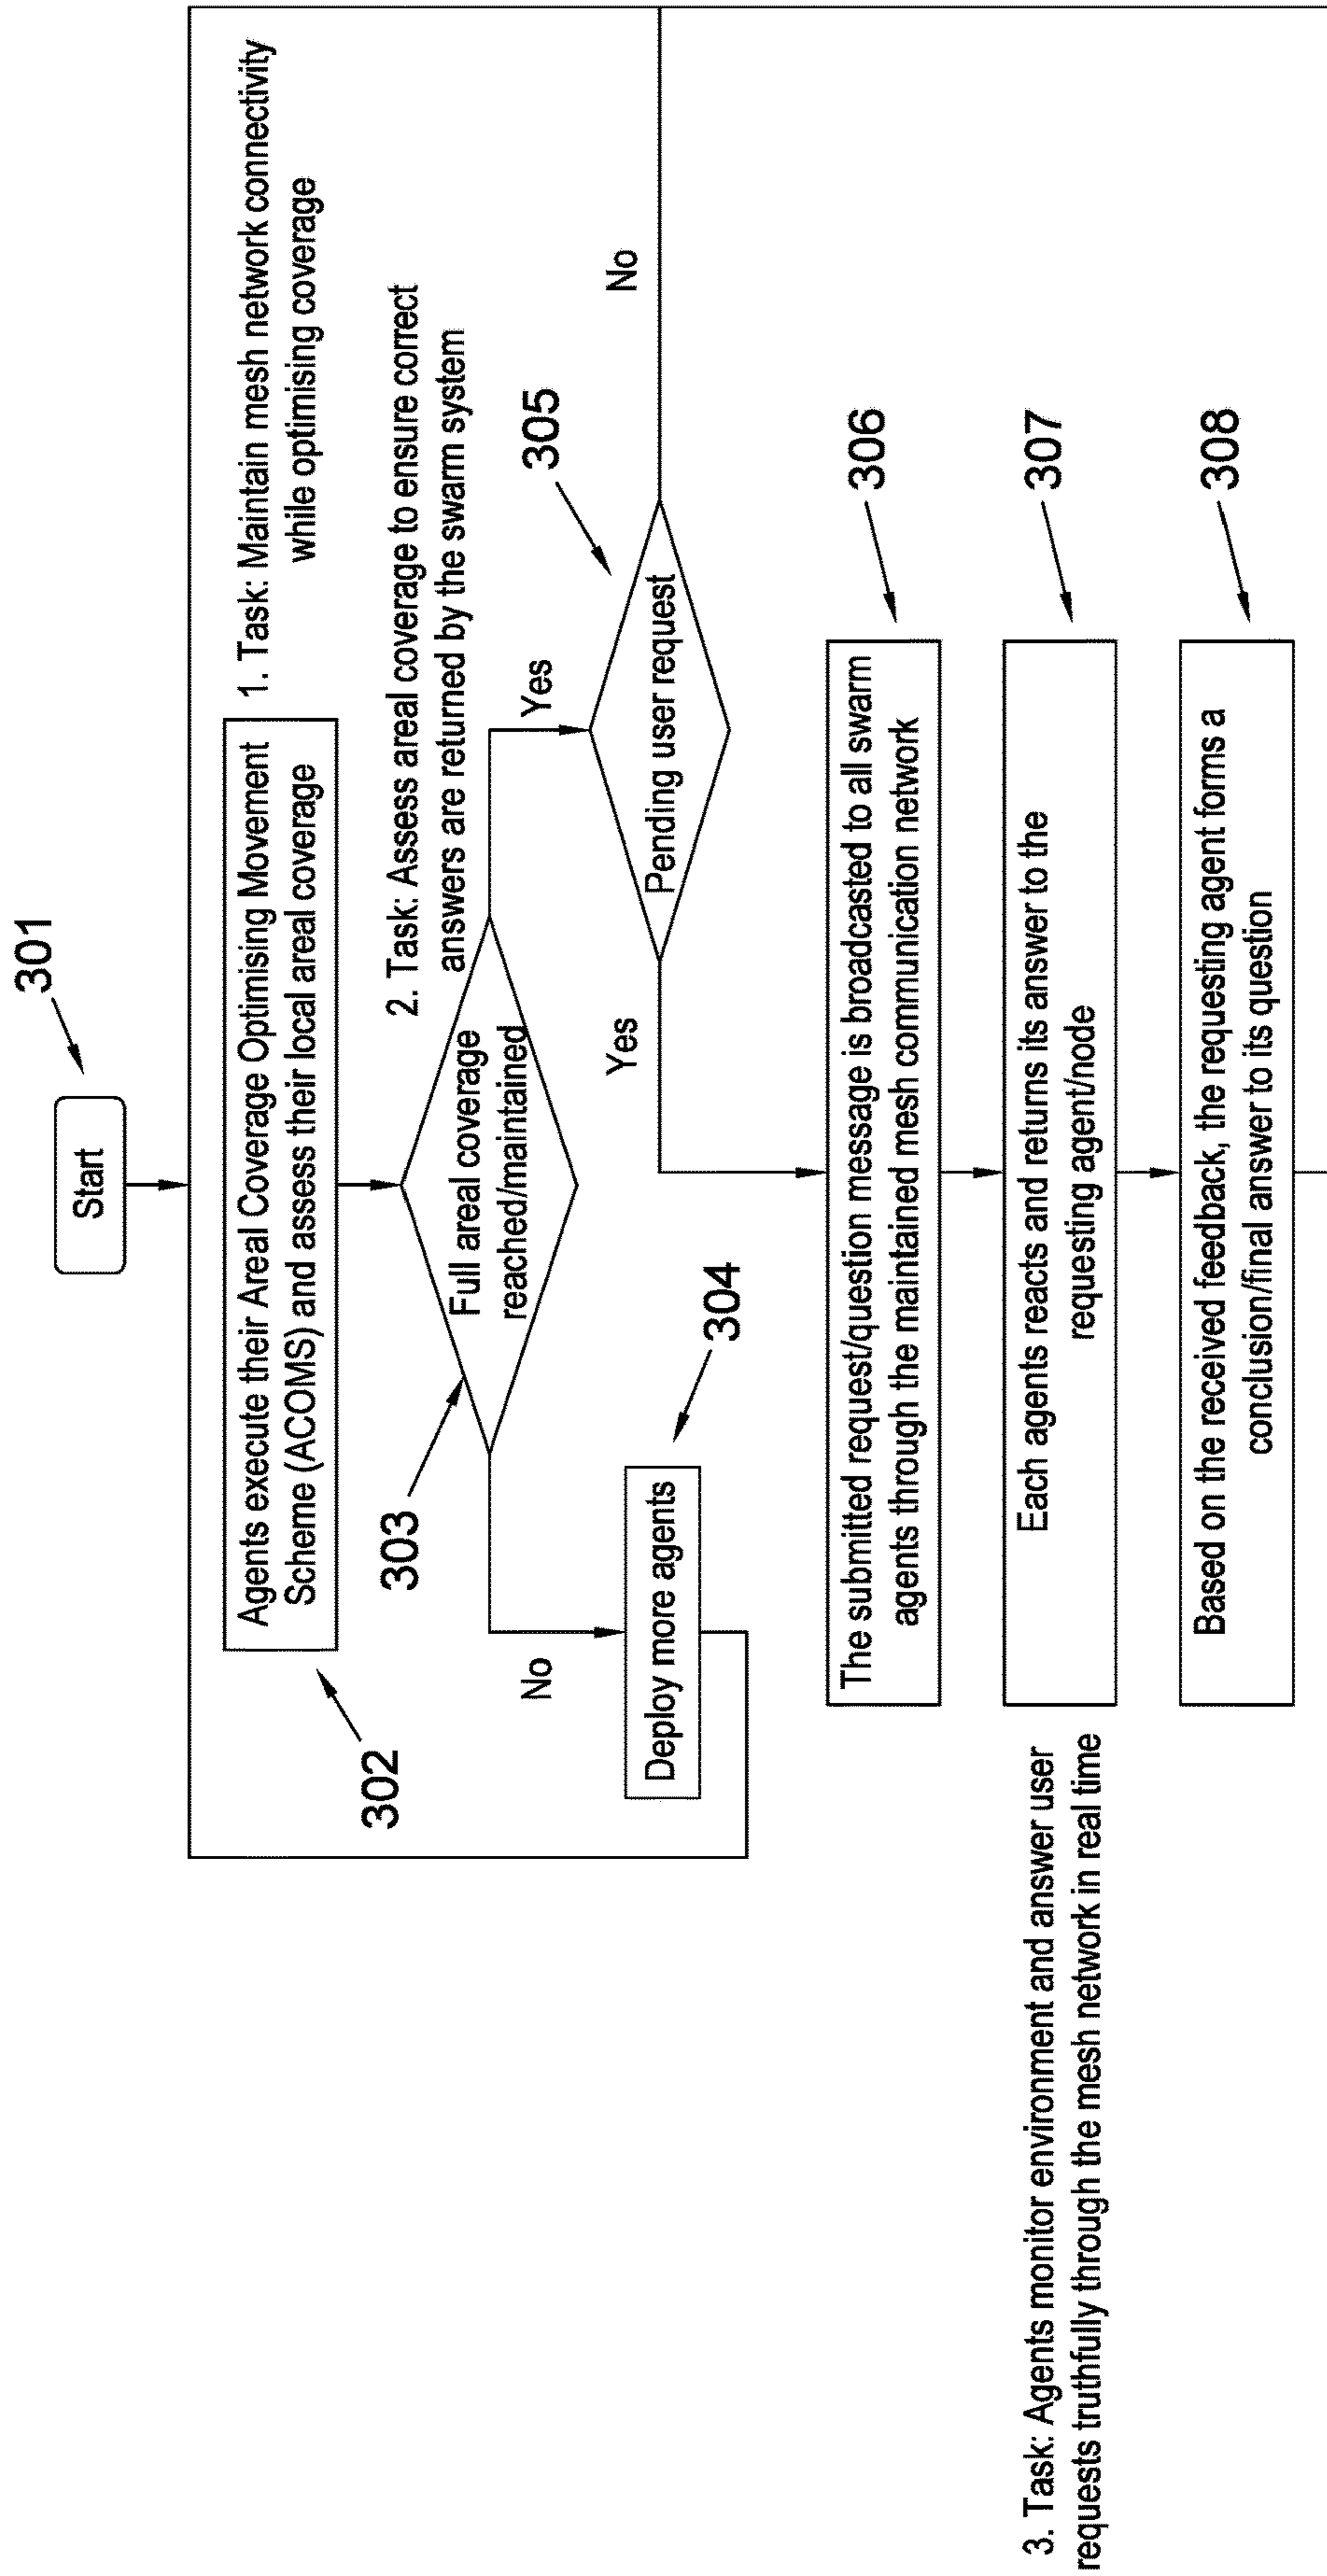 301
Start
Agents execute their Areal Coverage Optimising Movement
Scheme (ACOMS) and assess their local areal coverage
1. Task: Maintain mesh network connectivity
while optimising coverage
302
303
Full areal coverage
reached/maintained
2. Task: Assess areal coverage to ensure correct
answers are returned by the swarm system
No
Yes
305
304
Deploy more agents
Pending user request
Yes
No
The submitted request/question message is broadcasted to all swarm
agents through the maintained mesh communication network
306
3. Task: Agents monitor environment and answer user
requests truthfully through the mesh network in real time
Each agents reacts and returns its answer to the
requesting agent/node
307
Based on the received feedback, the requesting agent forms a
conclusion/final answer to its question
308